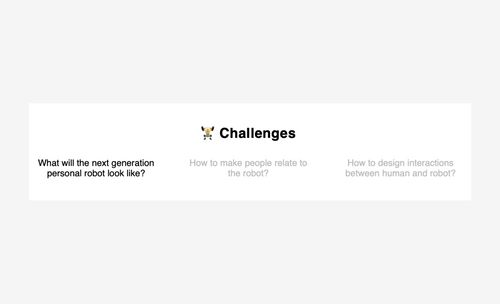 Challenges
What will the next generation
personal robot look like?
How to make people relate to
the robot?
How to design interactions
between human and robot?